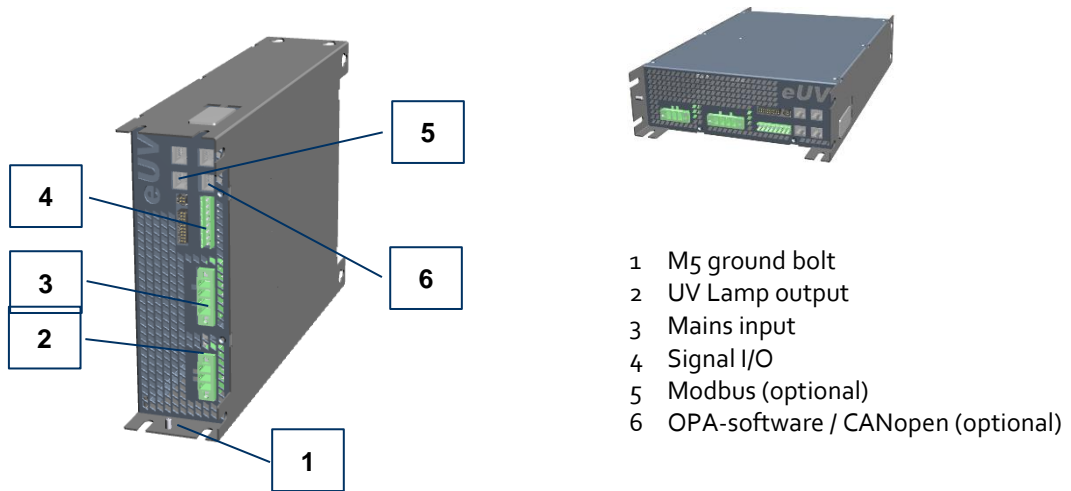 eUV
5
4
3
6
2
1
eUV
1 M5 ground bolt
2 UV Lamp output
3 Mains input
4 Signal I/O
5 Modbus (optional)
6 OPA-software / CANopen (optional)